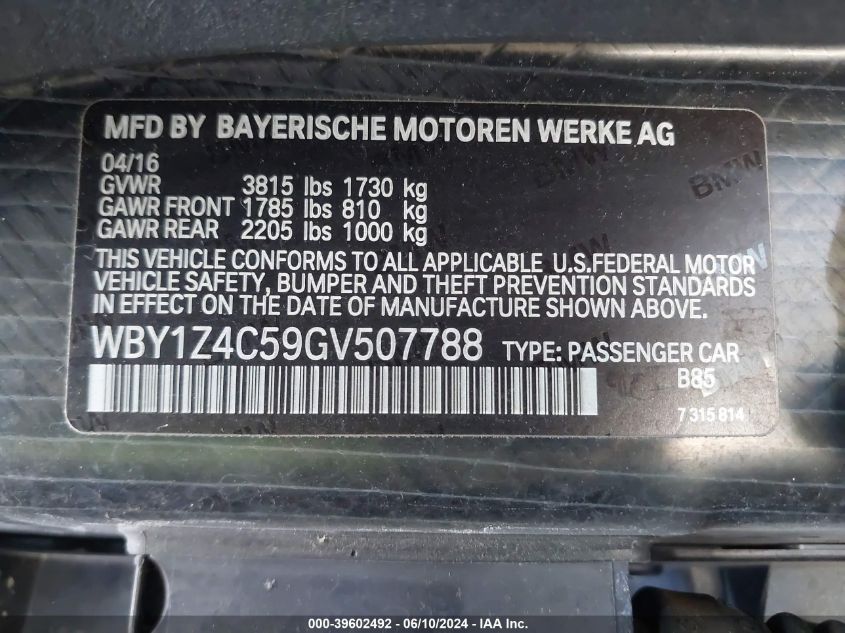 MFD BY BAYERISCHE MOTOREN WERKE AG
04/16
GVWR 3815 lbs 1730 kg
GAWR FRONT 1785 lbs 810 kg
GAWR REAR 2205 lbs 1000 kg
THIS VEHICLE CONFORMS TO ALL APPLICABLE U.S.FEDERAL MOTOR
VEHICLE SAFETY, BUMPER AND THEFT PREVENTION STANDARDS
IN EFFECT ON THE DATE OF MANUFACTURE SHOWN ABOVE.
WBY1Z4C59GV507788 TYPE: PASSENGER CAR
B85
7 315 814
BMW
000-39602492 - 06/10/2024 - IAA Inc.